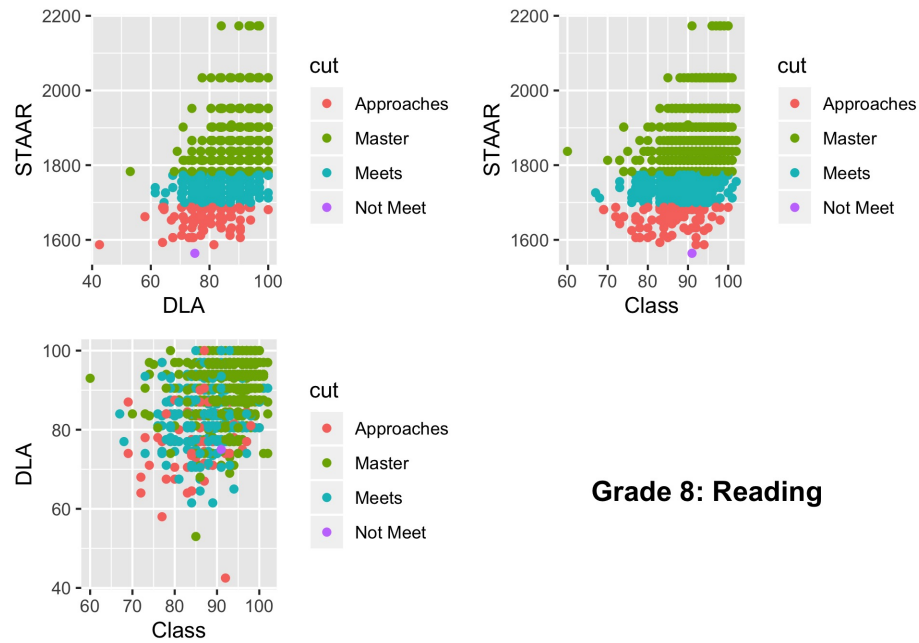 2200
2000
1800
1600
STAAR
40
60
80
100
DLA
cut
Approaches
Master
Meets
Not Meet
2200
2000
1800
1600
STAAR
60
70
80
90
100
Class
cut
Approaches
Master
Meets
Not Meet
100
80
60
40
DLA
60
70
80
90
100
Class
cut
Approaches
Master
Meets
Not Meet
Grade 8: Reading